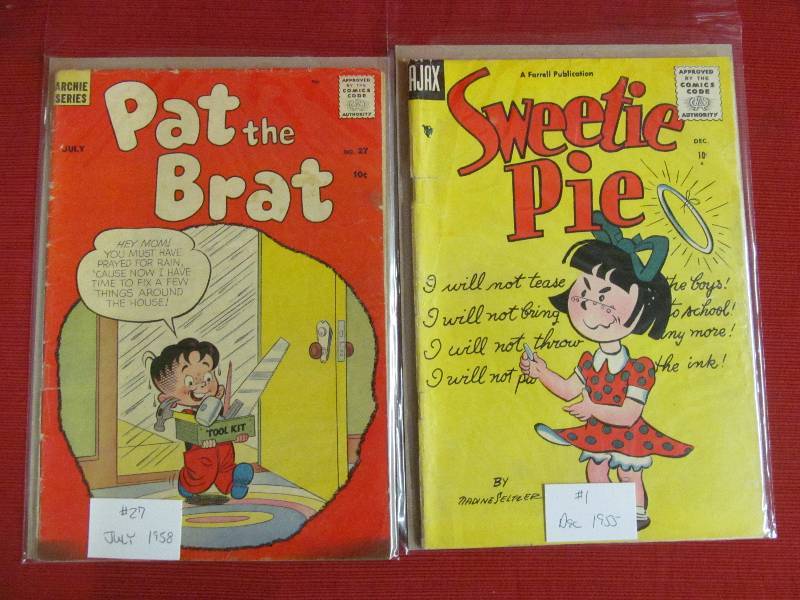 ARCHIE
SERIES
APPROVED
BY THE
COMICS
CODE
AUTHORITY
JULY
Pat the
Brat
NO. 27
10¢
HEY MOM!
YOU MUST HAVE
PRAYED FOR RAIN,
'CAUSE NOW I HAVE
TIME TO FIX A FEW
THINGS AROUND
THE HOUSE!
TOOL KIT
#27
JULY 1958
AJAX
A Farrell Publication
APPROVED
BY THE
COMICS
CODE
AUTHORITY
Sweetie
Pie
DEC.
10¢
I will not tease the boys!
I will not bring to school!
I will not throw any more!
I will not pu the ink!
BY
NADINE SELTZER
#1
Dec 1955